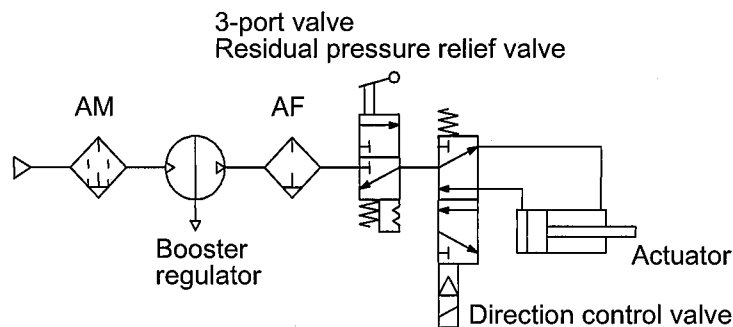 3-port valve
Residual pressure relief valve
AM
AF
Booster
regulator
Actuator
Direction control valve